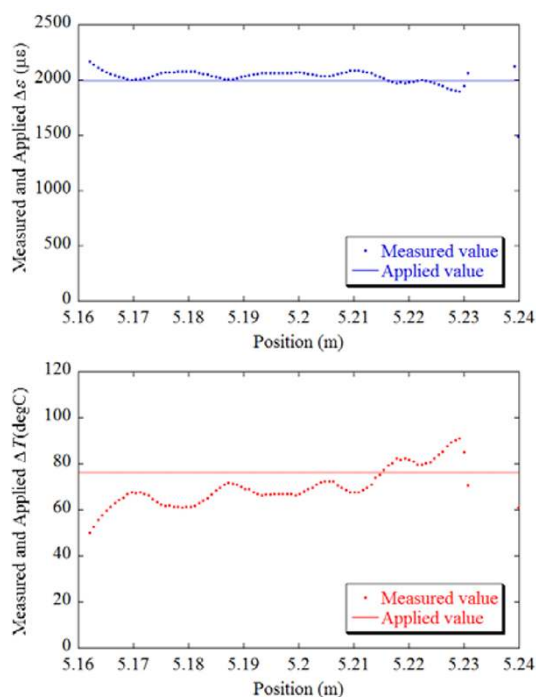 Measured and Applied Δε (με)
2500
2000
1500
1000
500
0
Measured value
Applied value
5.16 5.17 5.18 5.19 5.2 5.21 5.22 5.23 5.24
Position (m)
Measured and Applied ΔT(degC)
120
100
80
60
40
20
0
Measured value
Applied value
5.16 5.17 5.18 5.19 5.2 5.21 5.22 5.23 5.24
Position (m)